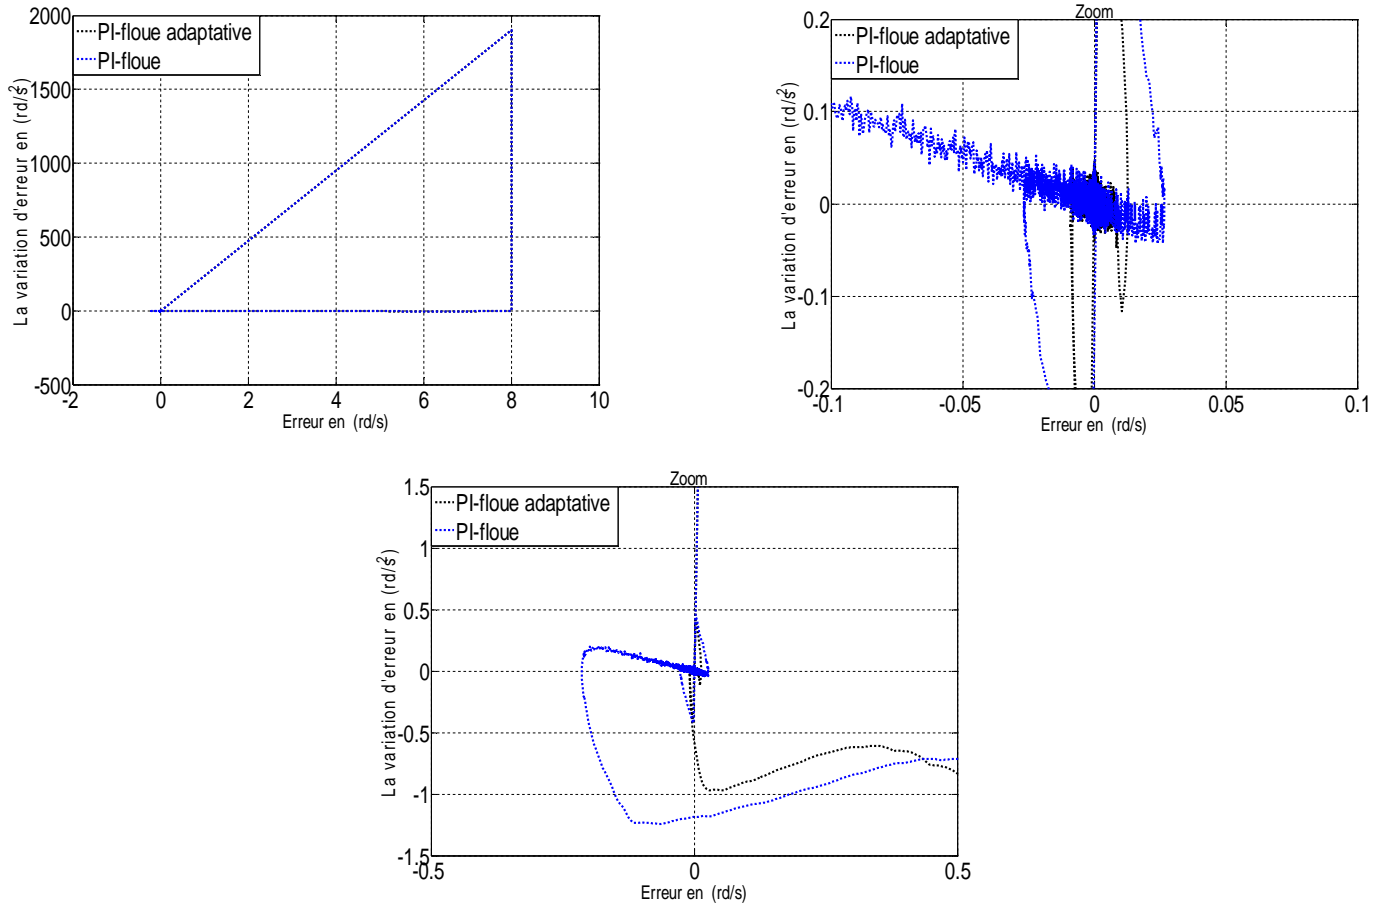 2000
PI-floue adaptative
PI-floue
1500
1000
500
0
-500
-2
0
2
4
6
8
10
Erreur en (rd/s)
La variation d'erreur en (rd/s²)
Zoom
0.2
PI-floue adaptative
PI-floue
0.1
0
-0.1
-0.2
-0.1
-0.05
0
0.05
0.1
Erreur en (rd/s)
La variation d'erreur en (rd/s²)
Zoom
1.5
PI-floue adaptative
PI-floue
1
0.5
0
-0.5
-1
-1.5
-0.5
0
0.5
Erreur en (rd/s)
La variation d'erreur en (rd/s²)